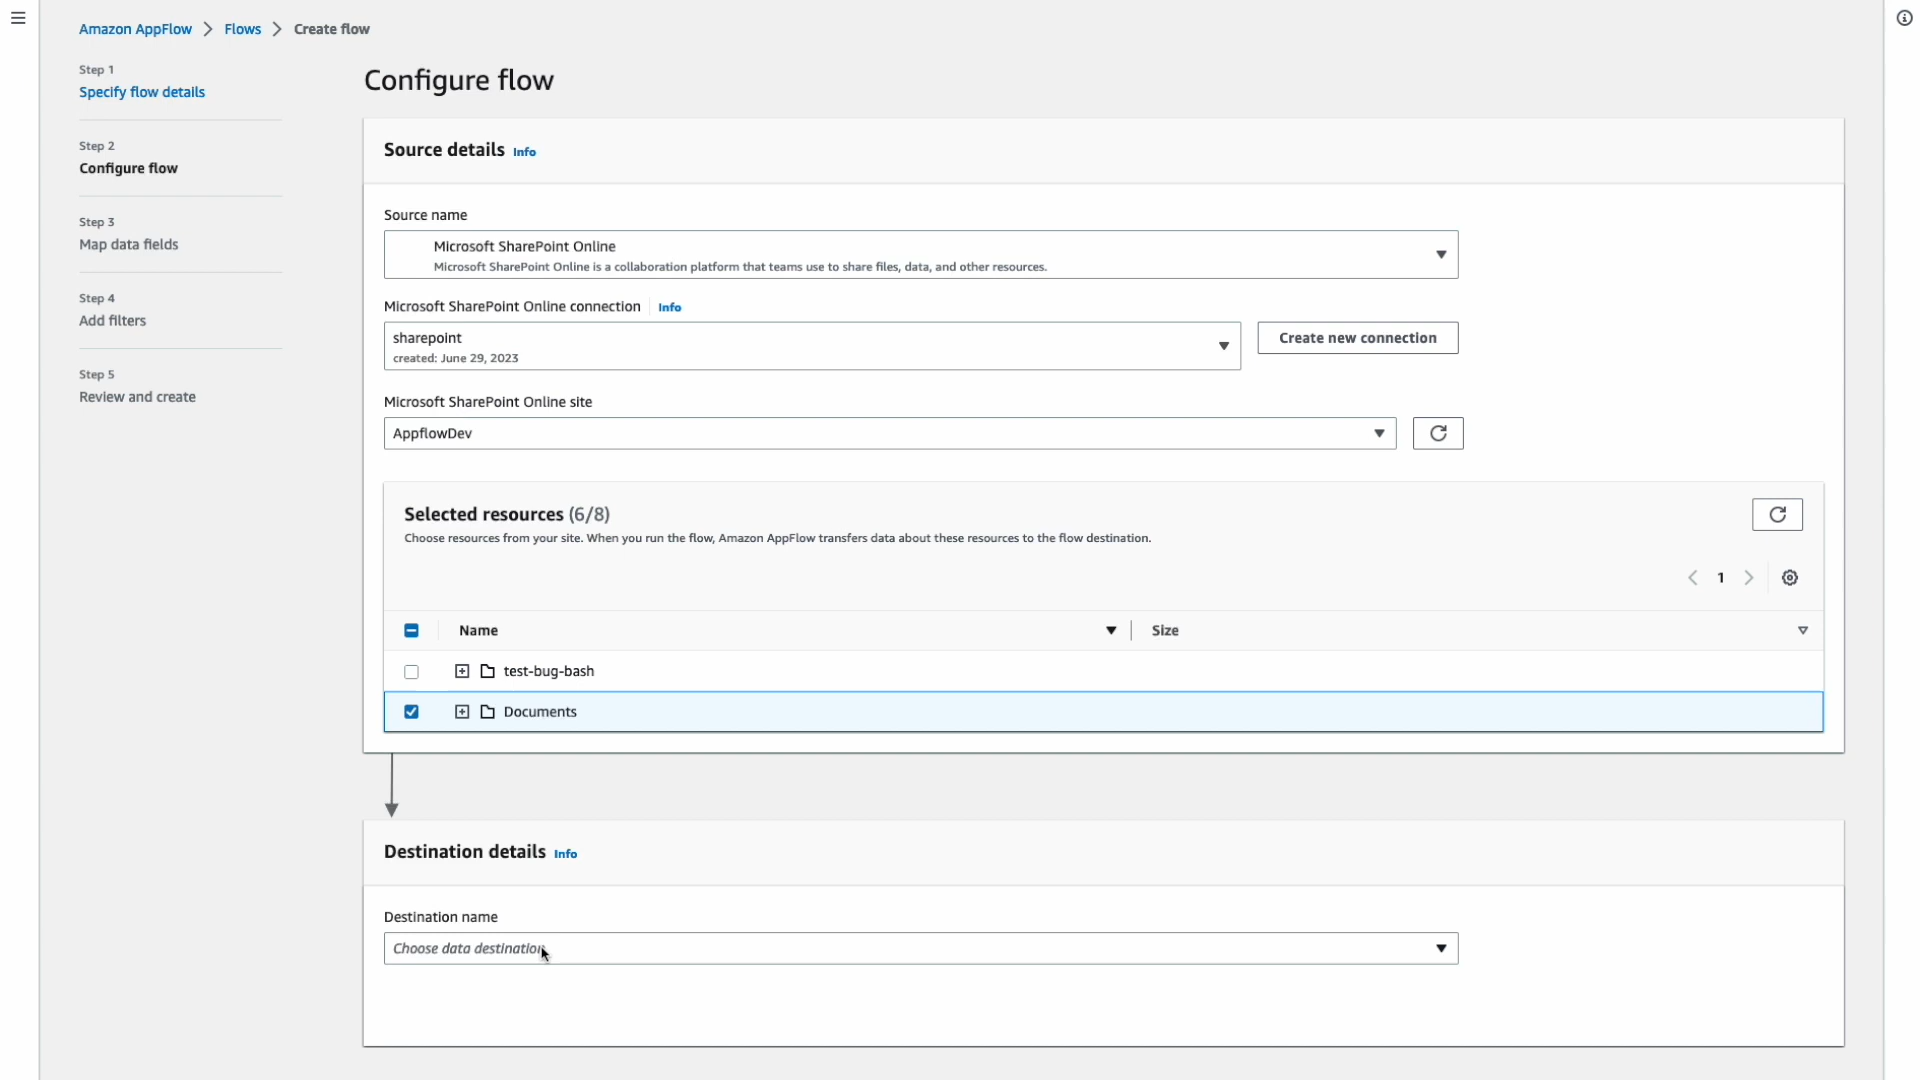 Amazon AppFlow > Flows > Create flow
Step 1
Specify flow details
Step 2
Configure flow
Step 3
Map data fields
Step 4
Add filters
Step 5
Review and create
Configure flow
Source details Info
Source name
Microsoft SharePoint Online
Microsoft SharePoint Online is a collaboration platform that teams use to share files, data, and other resources.
Microsoft SharePoint Online connection Info
sharepoint
created: June 29, 2023
Create new connection
Microsoft SharePoint Online site
AppflowDev
Selected resources (6/8)
Choose resources from your site. When you run the flow, Amazon AppFlow transfers data about these resources to the flow destination.
1
Name Size
test-bug-bash
Documents
Destination details Info
Destination name
Choose data destination